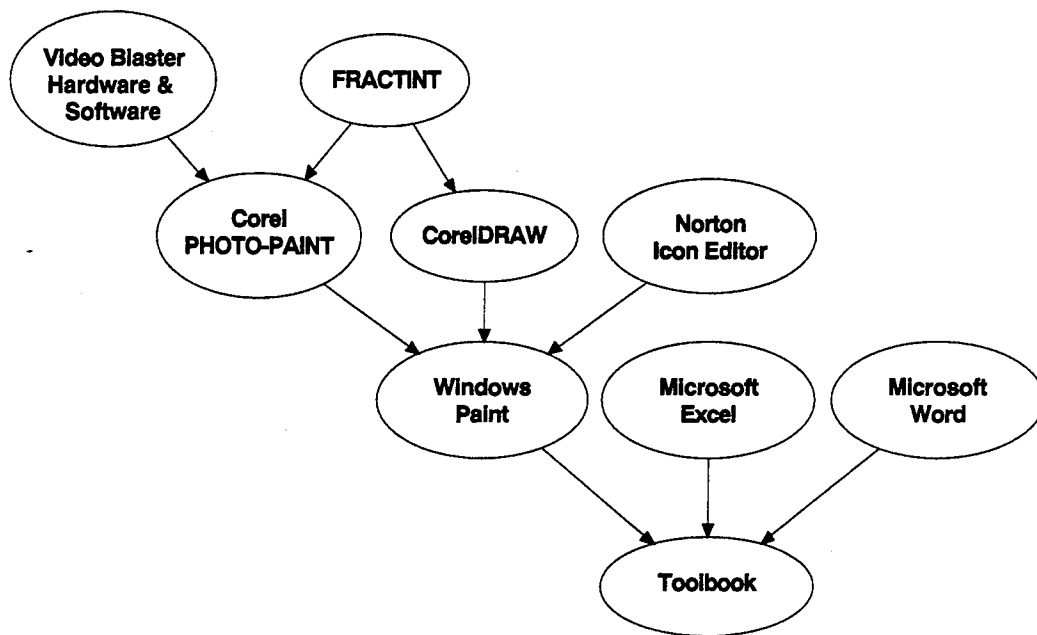 Video Blaster
Hardware &
Software
FRACTINT
Corel
PHOTO-PAINT
CorelDRAW
Norton
Icon Editor
Windows
Paint
Microsoft
Excel
Microsoft
Word
Toolbook